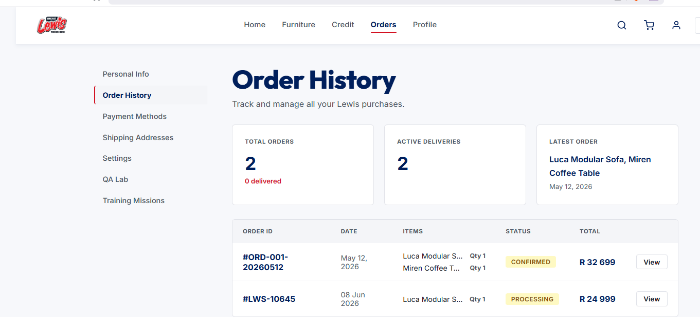 Lewis
Home Furniture Credit Orders Profile
Personal Info
Order History
Payment Methods
Shipping Addresses
Settings
QA Lab
Training Missions
Order History
Track and manage all your Lewis purchases.
TOTAL ORDERS
2
0 delivered
ACTIVE DELIVERIES
2
LATEST ORDER
Luca Modular Sofa, Miren
Coffee Table
May 12, 2026
ORDER ID DATE ITEMS STATUS TOTAL
#ORD-001-
20260512
May 12,
2026
Luca Modular S... Qty 1
Miren Coffee T... Qty 1
CONFIRMED
R 32 699
View
#LWS-10645
08 Jun
2026
Luca Modular S... Qty 1
PROCESSING
R 24 999
View